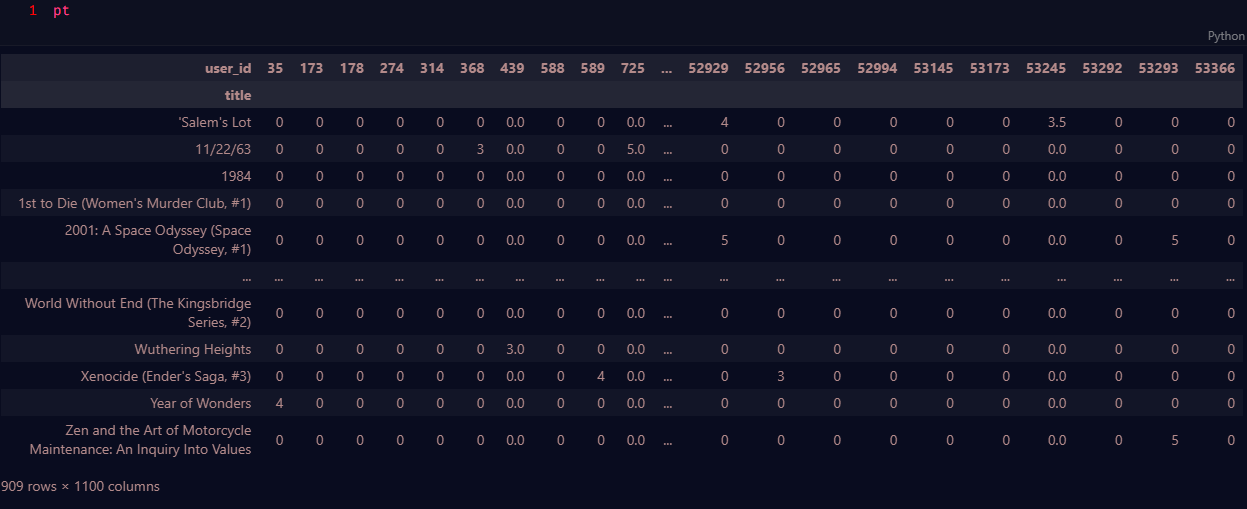 1 pt
Python
user_id 35 173 178 274 314 368 439 588 589 725 ... 52929 52956 52965 52994 53145 53173 53245 53292 53293 53366
title
'Salem's Lot 0 0 0 0 0 0 0.0 0 0 0.0 ... 4 0 0 0 0 0 3.5 0 0 0
11/22/63 0 0 0 0 0 3 0.0 0 0 5.0 ... 0 0 0 0 0 0 0.0 0 0 0
1984 0 0 0 0 0 0 0.0 0 0 0.0 ... 0 0 0 0 0 0 0.0 0 0 0
1st to Die (Women's Murder Club, #1) 0 0 0 0 0 0 0.0 0 0 0.0 ... 0 0 0 0 0 0 0.0 0 0 0
2001: A Space Odyssey (Space
Odyssey, #1) 0 0 0 0 0 0 0.0 0 0 0.0 ... 5 0 0 0 0 0 0.0 0 5 0
... ... ... ... ... ... ... ... ... ... ... ... ... ... ... ... ... ... ... ... ... ...
World Without End (The Kingsbridge
Series, #2) 0 0 0 0 0 0 0.0 0 0 0.0 ... 0 0 0 0 0 0 0.0 0 0 0
Wuthering Heights 0 0 0 0 0 0 3.0 0 0 0.0 ... 0 0 0 0 0 0 0.0 0 0 0
Xenocide (Ender's Saga, #3) 0 0 0 0 0 0 0.0 0 4 0.0 ... 0 3 0 0 0 0 0.0 0 0 0
Year of Wonders 4 0 0 0 0 0 0.0 0 0 0.0 ... 0 0 0 0 0 0 0.0 0 0 0
Zen and the Art of Motorcycle
Maintenance: An Inquiry Into Values 0 0 0 0 0 0 0.0 0 0 0.0 ... 0 0 0 0 0 0 0.0 0 5 0
909 rows × 1100 columns